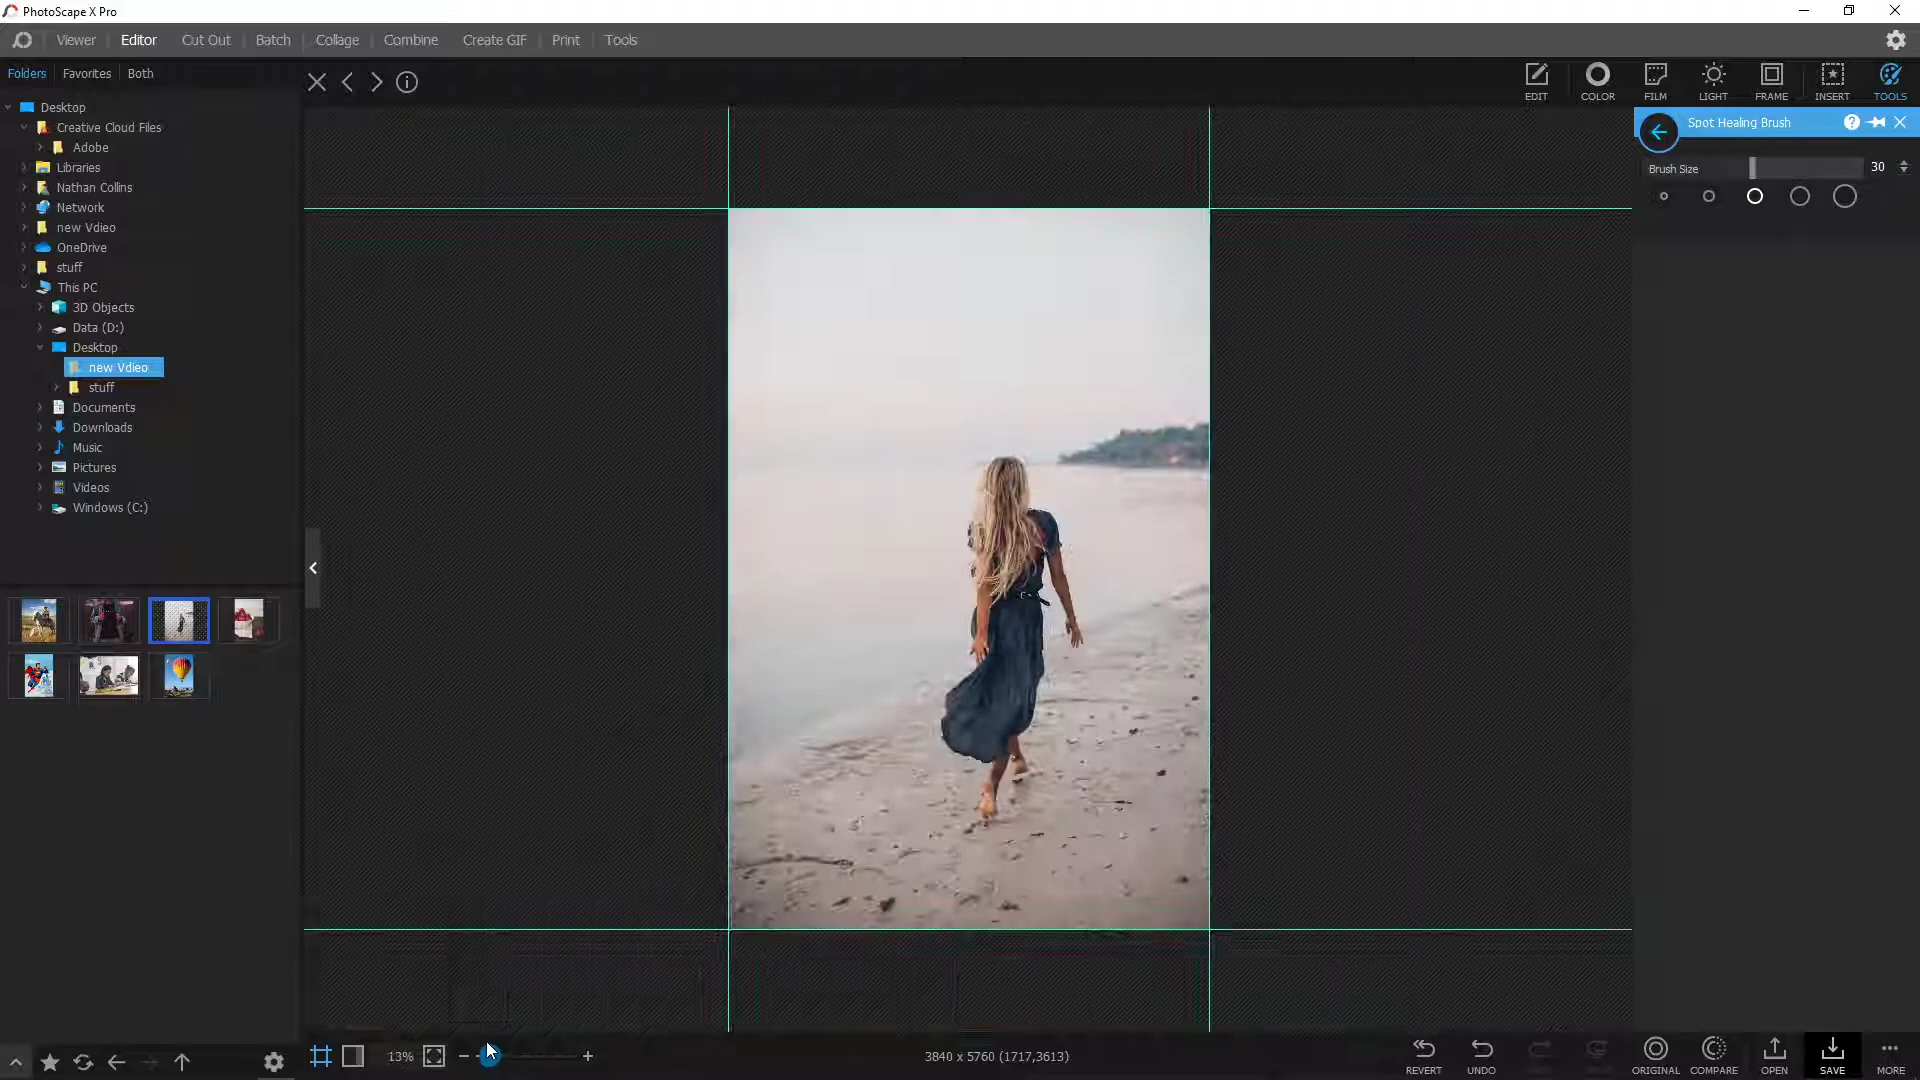 PhotoScape X Pro
Viewer Editor Cut Out Batch Collage Combine Create GIF Print Tools
Folders Favorites Both
EDIT COLOR FILM LIGHT FRAME INSERT TOOLS
Desktop
Creative Cloud Files
Adobe
Libraries
Nathan Collins
Network
new Vdieo
OneDrive
stuff
This PC
3D Objects
Data (D:)
Desktop
new Vdieo
stuff
Documents
Downloads
Music
Pictures
Videos
Windows (C:)
Spot Healing Brush
Brush Size 30
13%
3840 x 5760 (1717,3613)
REVERT UNDO ORIGINAL COMPARE OPEN SAVE MORE